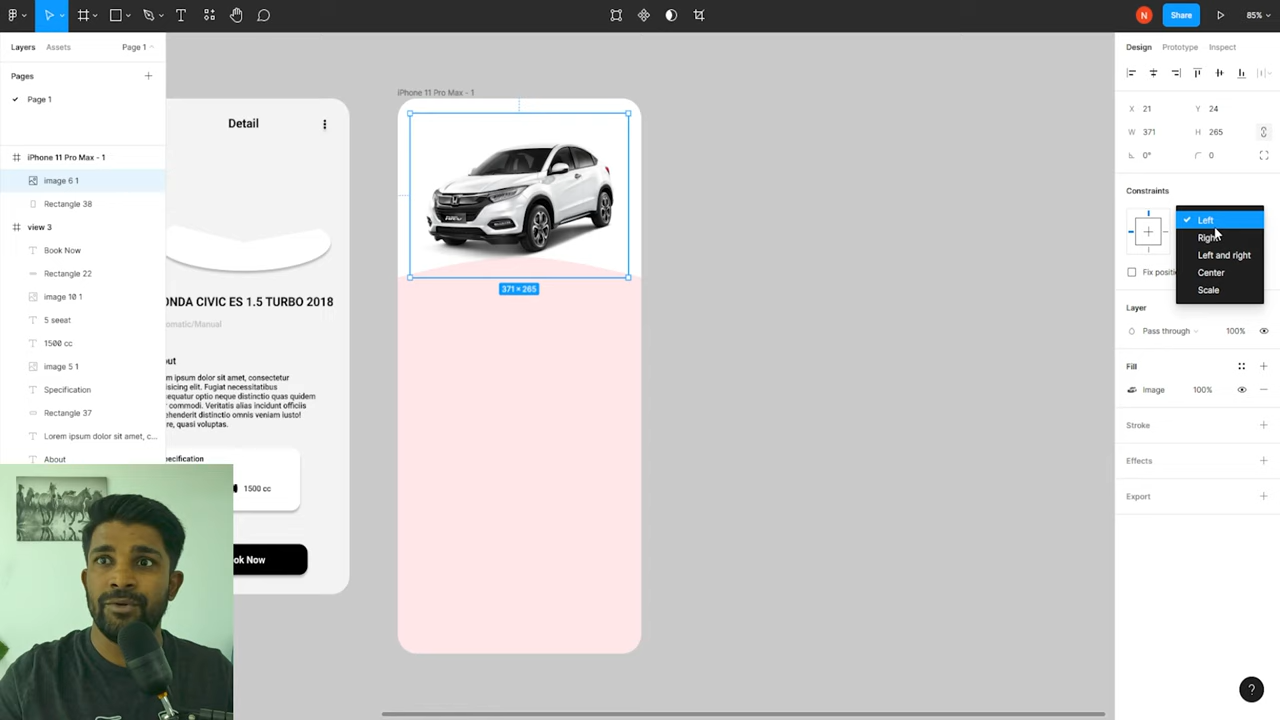 N
Share
85%
Layers
Assets
Page 1
Design
Prototype
Inspect
Pages
Page 1
iPhone 11 Pro Max - 1
image 6 1
Rectangle 38
view 3
Book Now
Rectangle 22
image 10 1
5 seeat
1500 cc
image 5 1
Specification
Rectangle 37
Lorem ipsum dolor sit amet, c...
About
Detail
ONDA CIVIC ES 1.5 TURBO 2018
omatic/Manual
out
m ipsum dolor sit amet, consectetur
isicing elit. Fugiat necessitatibus
equatur optio neque distinctio quas quidem
commodi. Veritatis alias incidunt officiis
rehenderit distinctio omnis veniam iusto!
re, quasi voluptas.
ecification
1500 cc
ok Now
iPhone 11 Pro Max - 1
371 × 265
X 21
Y 24
W 371
H 265
0°
0
Constraints
Left
Right
Left and right
Center
Scale
Fix positi
Layer
Pass through
100%
Fill
Image
100%
Stroke
Effects
Export
?